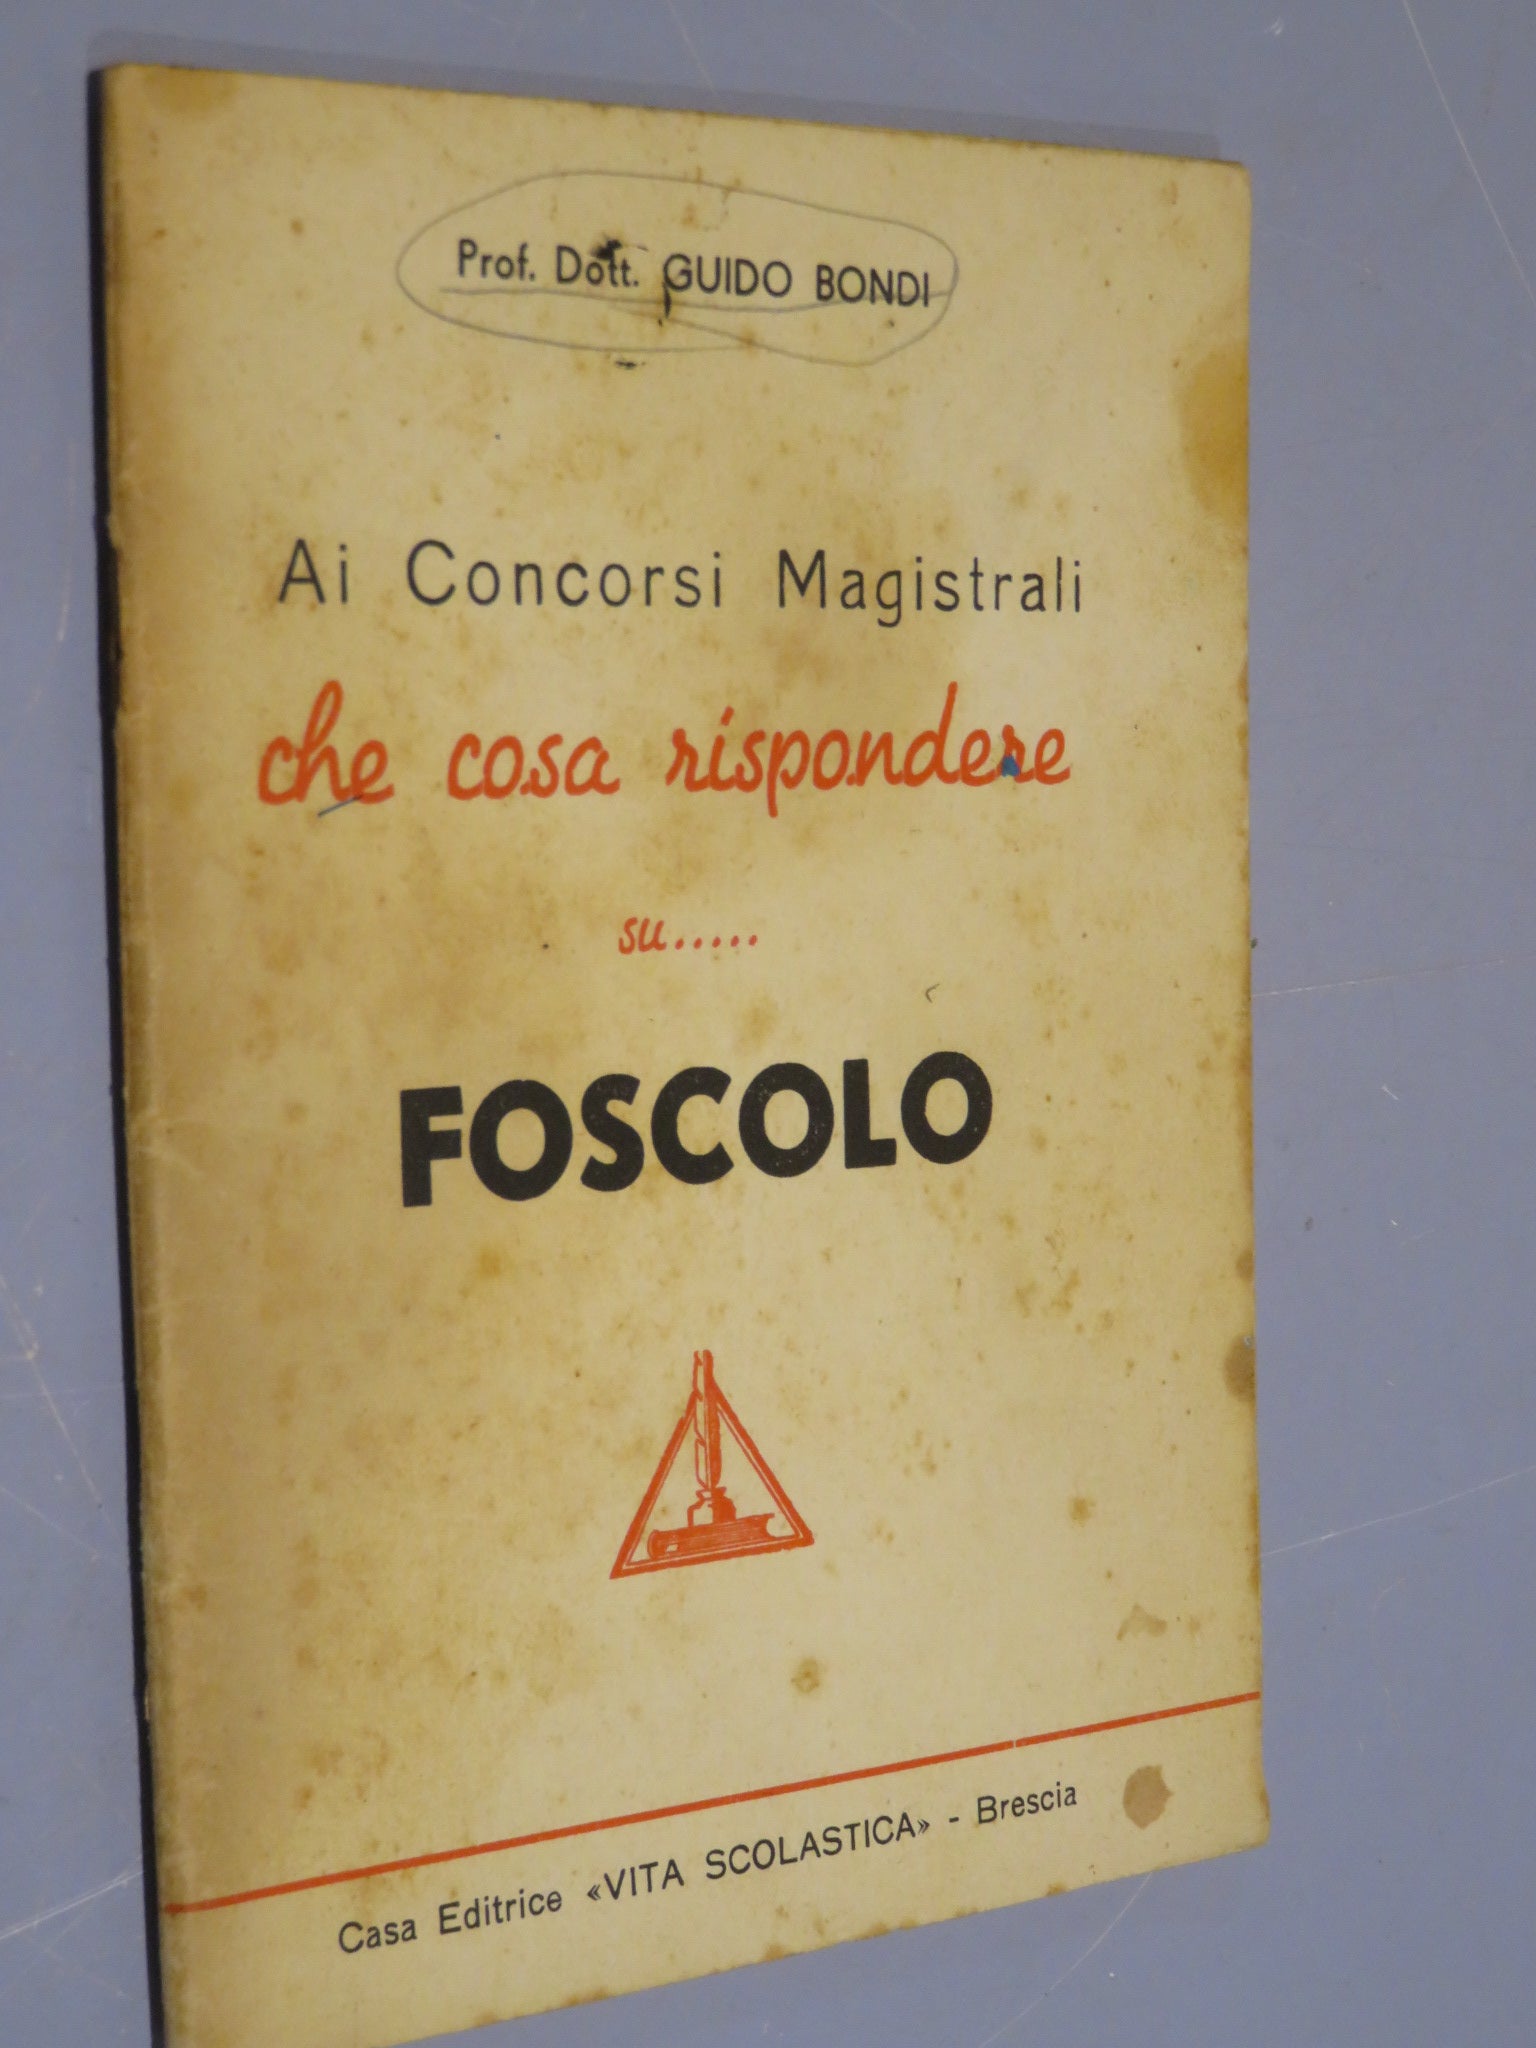 Prof. Dott. GUIDO BONDI
Ai Concorsi Magistrali
che cosa rispondere
su.....
FOSCOLO
Casa Editrice «VITA SCOLASTICA» - Brescia